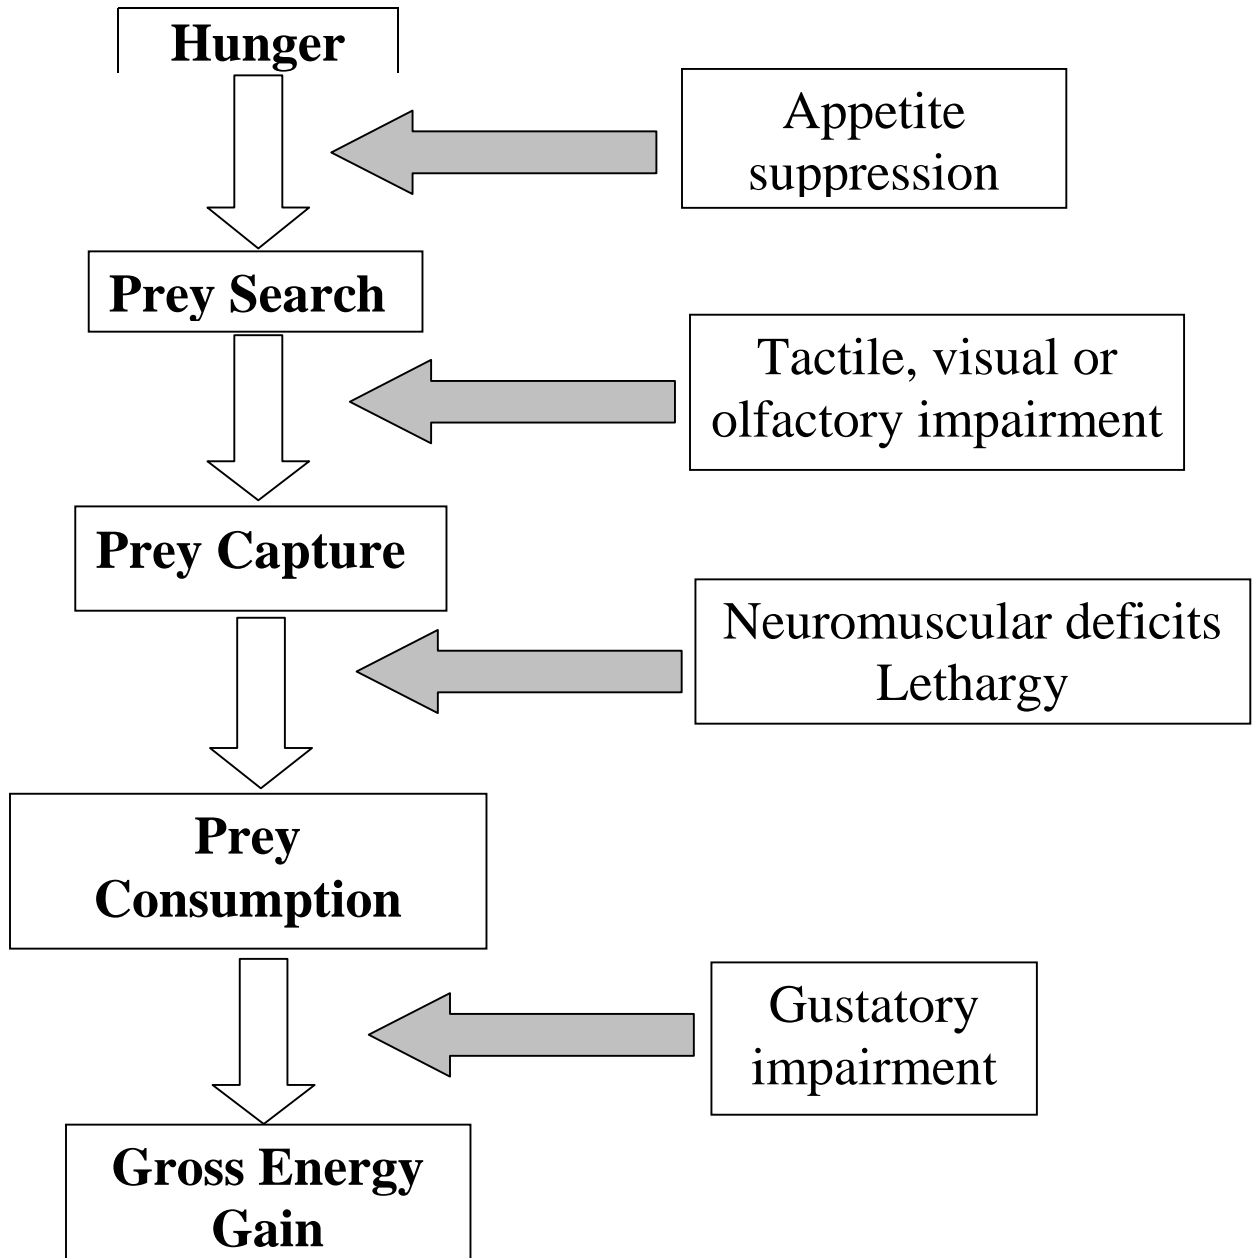 Hunger
Appetite
suppression
Prey Search
Tactile, visual or
olfactory impairment
Prey Capture
Neuromuscular deficits
Lethargy
Prey
Consumption
Gustatory
impairment
Gross Energy
Gain